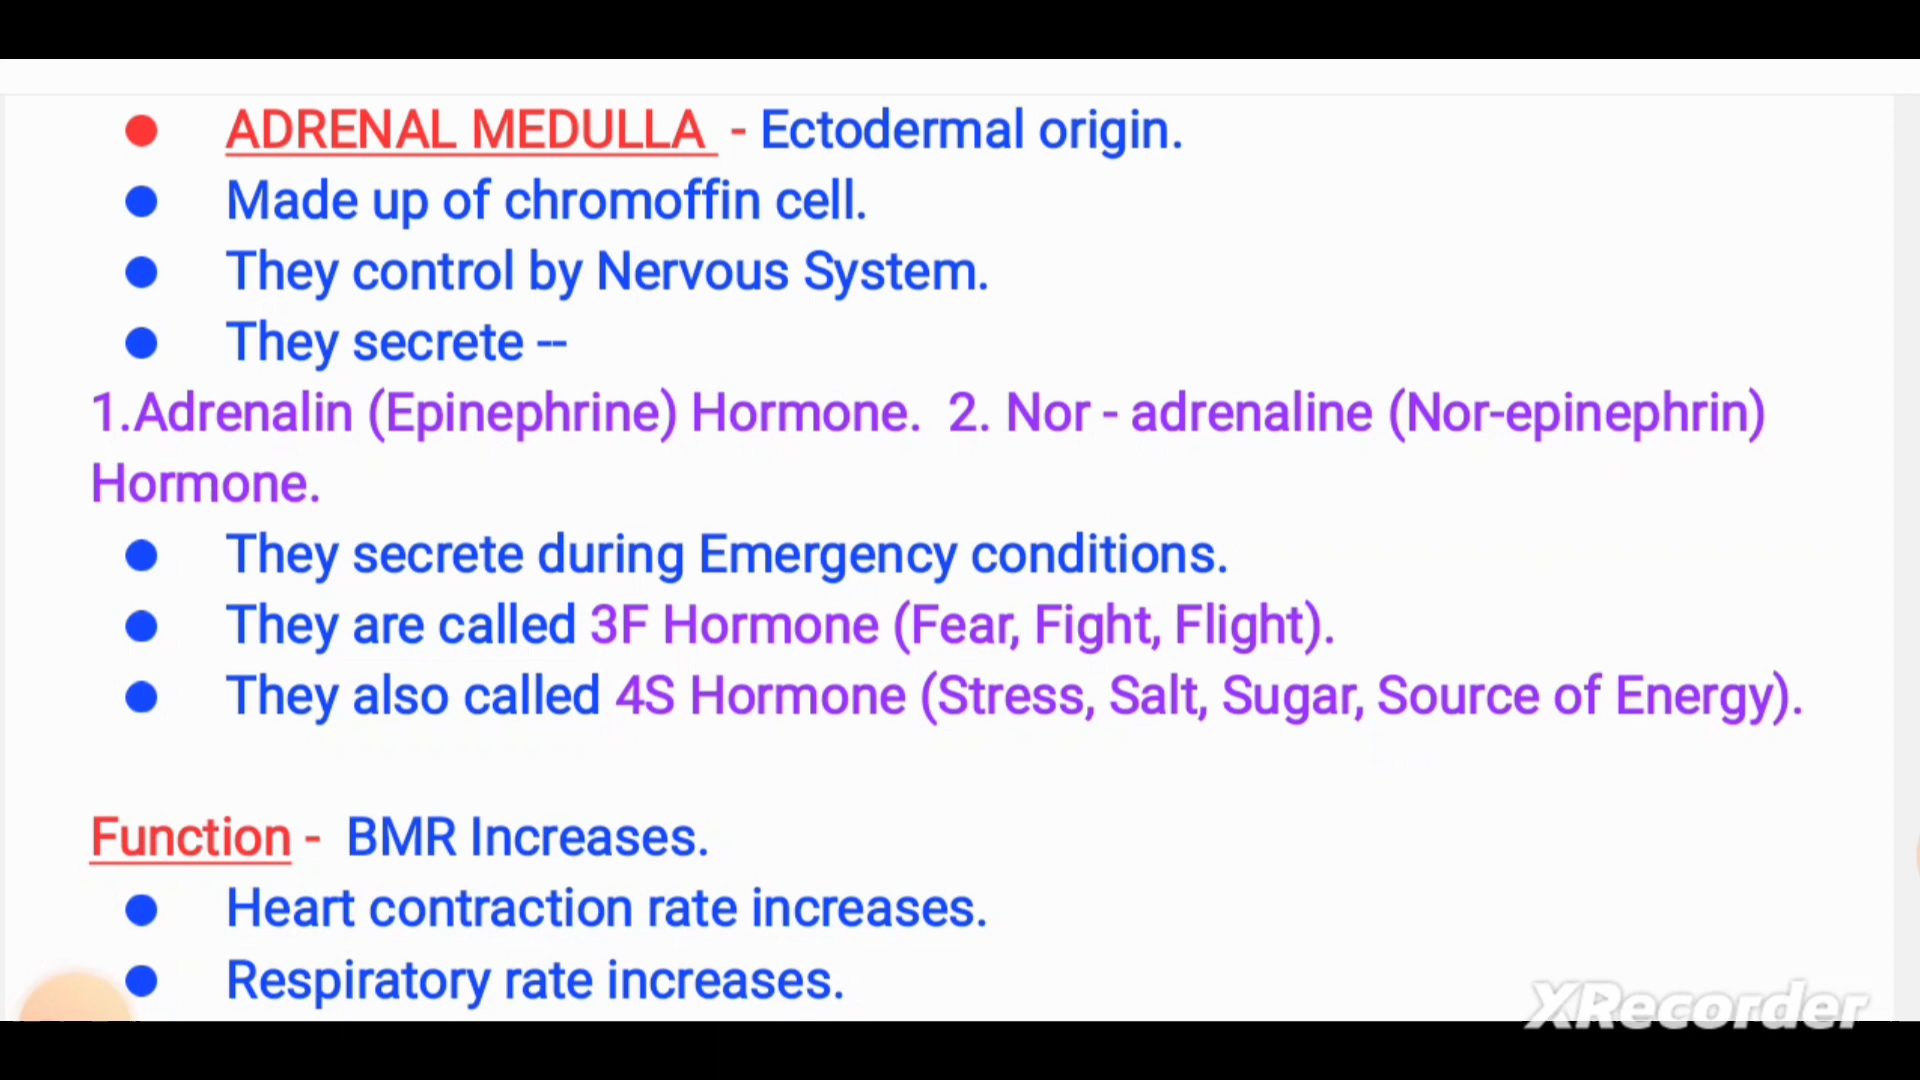 ADRENAL MEDULLA - Ectodermal origin.
Made up of chromoffin cell.
They control by Nervous System.
They secrete --
1.Adrenalin (Epinephrine) Hormone. 2. Nor - adrenaline (Nor-epinephrin)
Hormone.
They secrete during Emergency conditions.
They are called 3F Hormone (Fear, Fight, Flight).
They also called 4S Hormone (Stress, Salt, Sugar, Source of Energy).
Function - BMR Increases.
Heart contraction rate increases.
Respiratory rate increases.
XRecorder